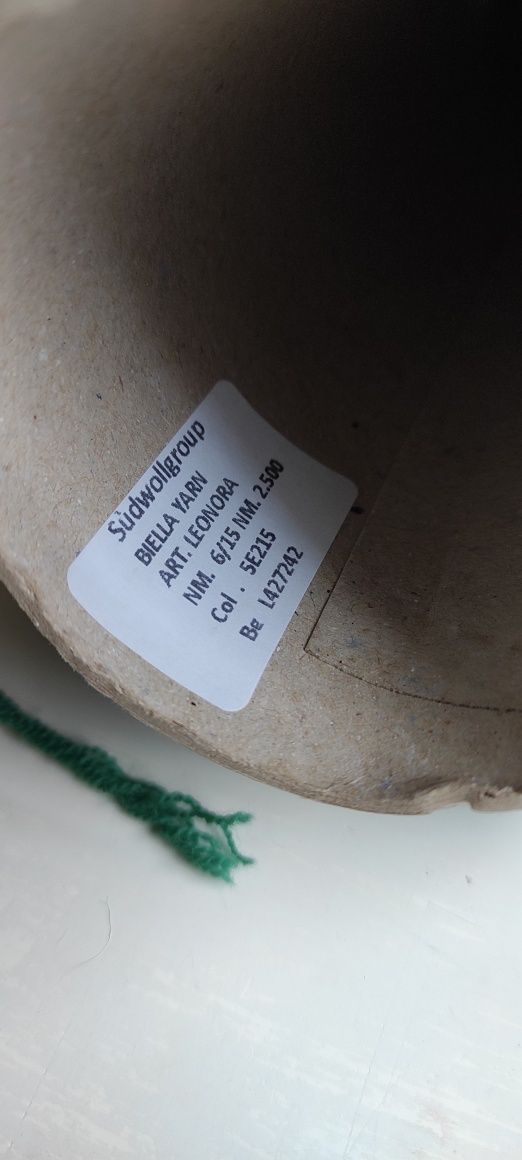 Südwollgroup
BIELLA YARN
ART. LEONORA
NM. 6/15 NM. 2.500
Col . 5E215
Be L427242